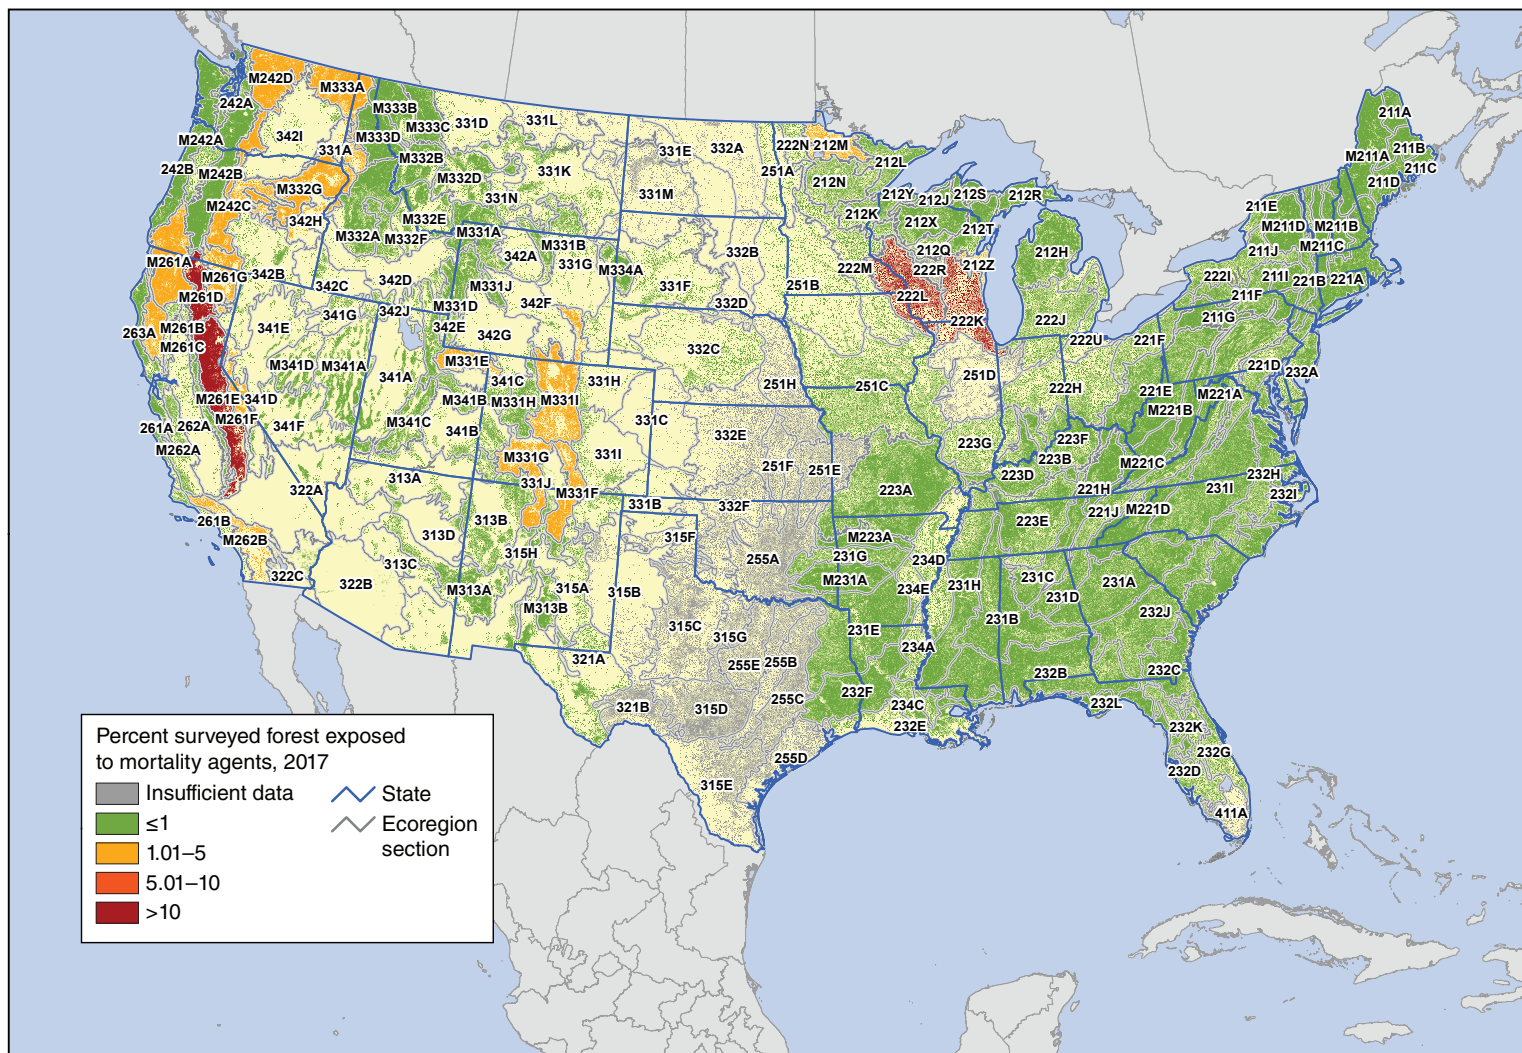 M242D
M333A
242A
M333B
M333C
331D
331L
342I
M333D
331A
M242A
M332B
331E
332A
222N
212M
251A
212L
211A
M211A
211B
211C
211D
242B
M242B
M332G
M332D
331K
331N
331M
212N
212Y
212J
212S
212R
M242C
342H
M332E
M332A
M332F
M331A
212K
212X
212T
211E
M211D
M211B
M261A
M261G
342B
342C
342D
342A
M331B
331G
M334A
332B
212Q
222R
212Z
212H
211J
M211C
222M
222I
211I
221B
221A
M261D
M331J
M331D
342F
331F
332D
251B
222L
222K
222J
211F
211G
263A
M261B
M261C
341E
341G
342J
342E
342G
332C
222U
221F
M341D
M341A
341A
M331E
341C
331H
251H
251C
251D
222H
221D
232A
M261E
341D
M261F
M341B
M331H
M331I
331C
221E
M221A
M221B
261A
262A
M262A
341F
M341C
341B
332E
223G
223F
223B
M331G
331I
251F
251E
223D
M221C
232H
322A
313A
331J
M331F
331B
332F
223A
221H
231I
232I
261B
M262B
313B
313D
315H
315F
255A
M223A
223E
221J
M221D
322C
322B
313C
231G
234D
M313A
315A
315B
M231A
234E
231H
231C
231D
231A
M313B
315C
315G
231E
231B
232J
321A
255E
255B
234A
232B
232C
321B
315D
255C
232F
234C
232E
232L
232K
232G
232D
255D
315E
411A
Percent surveyed forest exposed
to mortality agents, 2017
Insufficient data
≤1
1.01–5
5.01–10
>10
State
Ecoregion
section